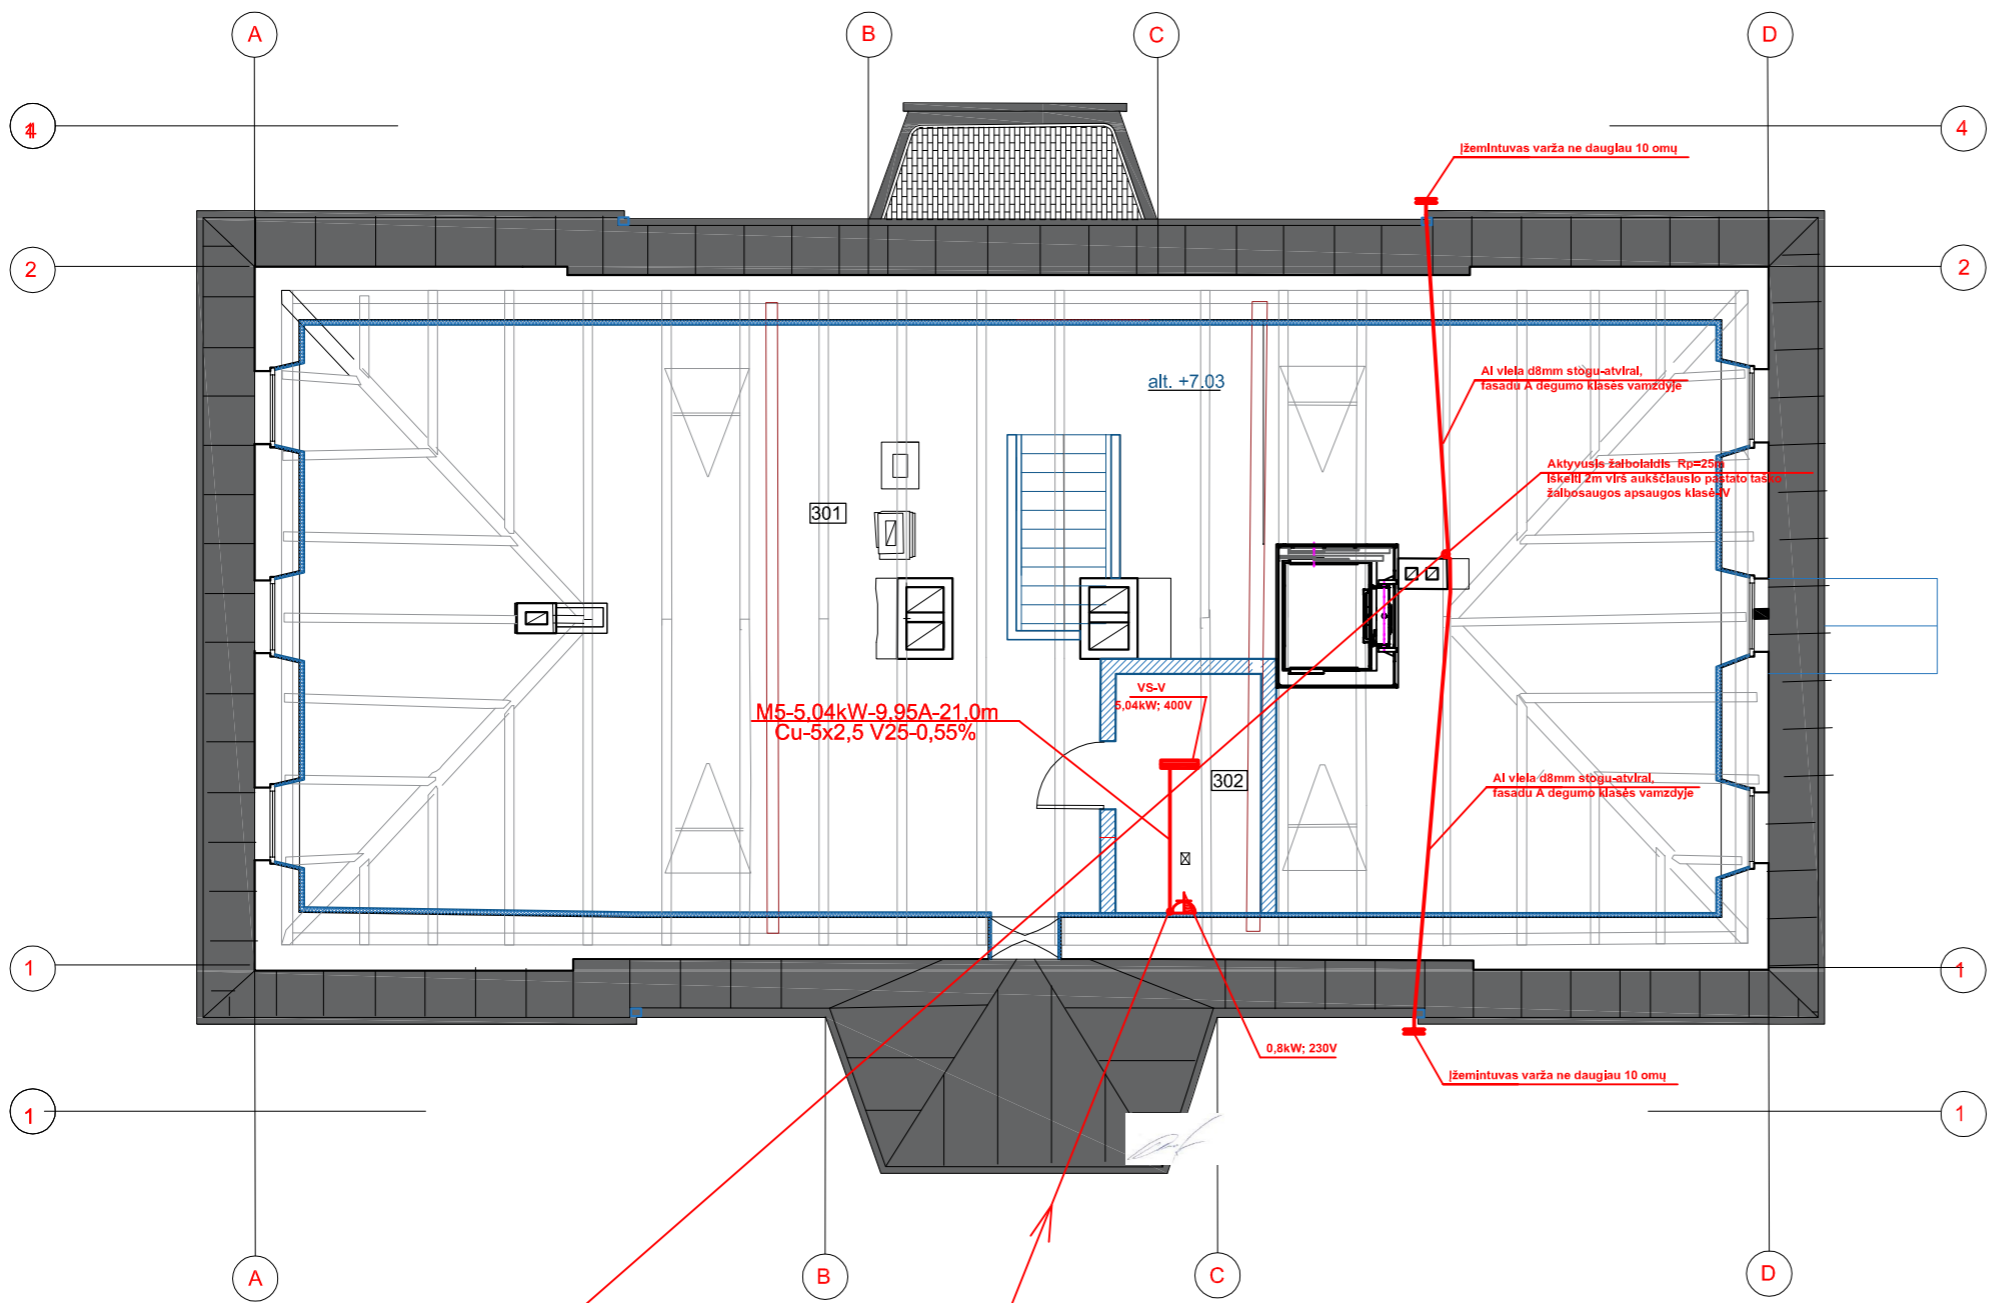 A
B
C
D
4
4
Įžemintuvas varža ne daugiau 10 omų
2
2
alt. +7.03
Al viela d8mm stogu-atvirai,
fasadu A degumo klasės vamzdyje
Aktyvusis žaibolaidis Rp=25m
Iškelti 2m virš aukščiausio pastato taško
žaibosaugos apsaugos klasė-IV
301
VS-V
5,04kW; 400V
M5-5,04kW-9,95A-21,0m
Cu-5x2,5 V25-0,55%
302
Al viela d8mm stogu-atvirai,
fasadu A degumo klasės vamzdyje
1
1
0,8kW; 230V
Įžemintuvas varža ne daugiau 10 omų
1
1
A
B
C
D